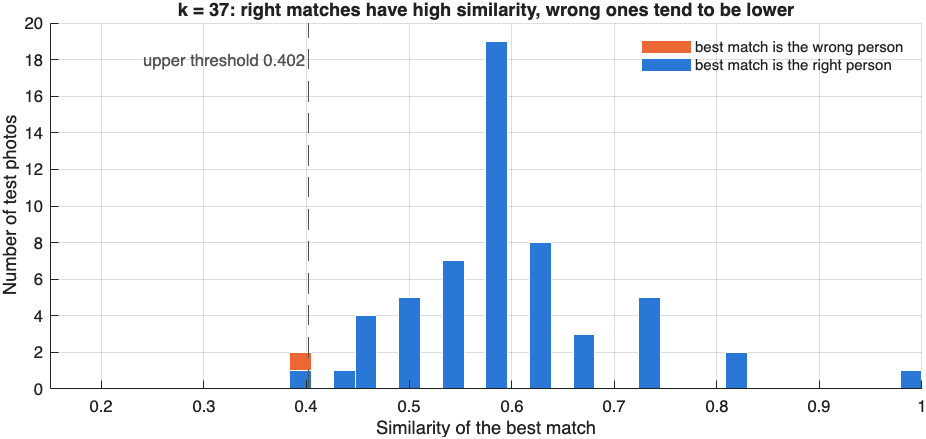 k = 37: right matches have high similarity, wrong ones tend to be lower
20
18
16
14
12
10
8
6
4
2
0
Number of test photos
upper threshold 0.402
best match is the wrong person
best match is the right person
0.2 0.3 0.4 0.5 0.6 0.7 0.8 0.9 1
Similarity of the best match